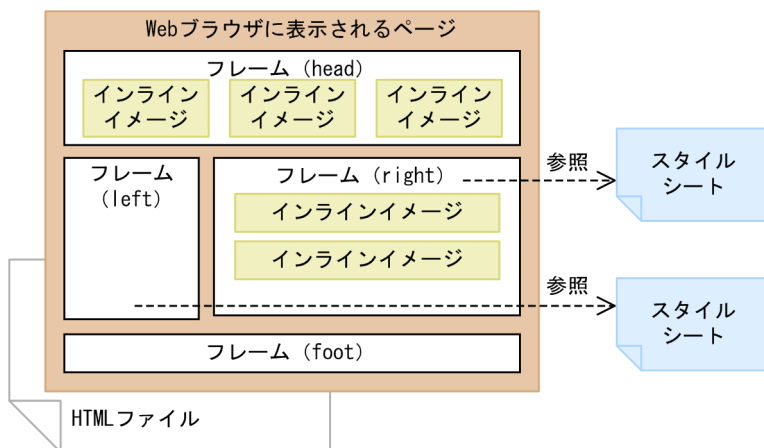 Webブラウザに表示されるページ
フレーム (head)
インライン
イメージ
インライン
イメージ
インライン
イメージ
フレーム
(left)
フレーム (right)
インラインイメージ
インラインイメージ
参照
スタイル
シート
参照
スタイル
シート
フレーム (foot)
HTMLファイル